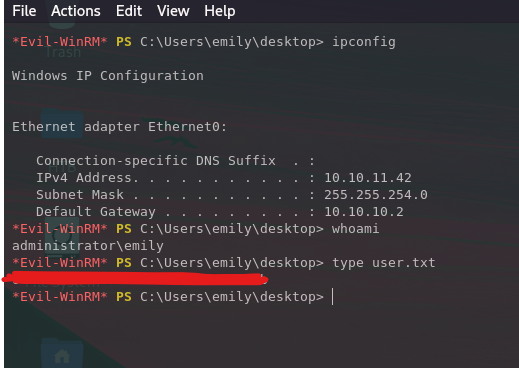 File Actions Edit View Help
*Evil-WinRM* PS C:\Users\emily\desktop> ipconfig
Windows IP Configuration
Ethernet adapter Ethernet0:
Connection-specific DNS Suffix . :
IPv4 Address. . . . . . . . . . . : 10.10.11.42
Subnet Mask . . . . . . . . . . . : 255.255.254.0
Default Gateway . . . . . . . . . : 10.10.10.2
*Evil-WinRM* PS C:\Users\emily\desktop> whoami
administrator\emily
*Evil-WinRM* PS C:\Users\emily\desktop> type user.txt
*Evil-WinRM* PS C:\Users\emily\desktop>